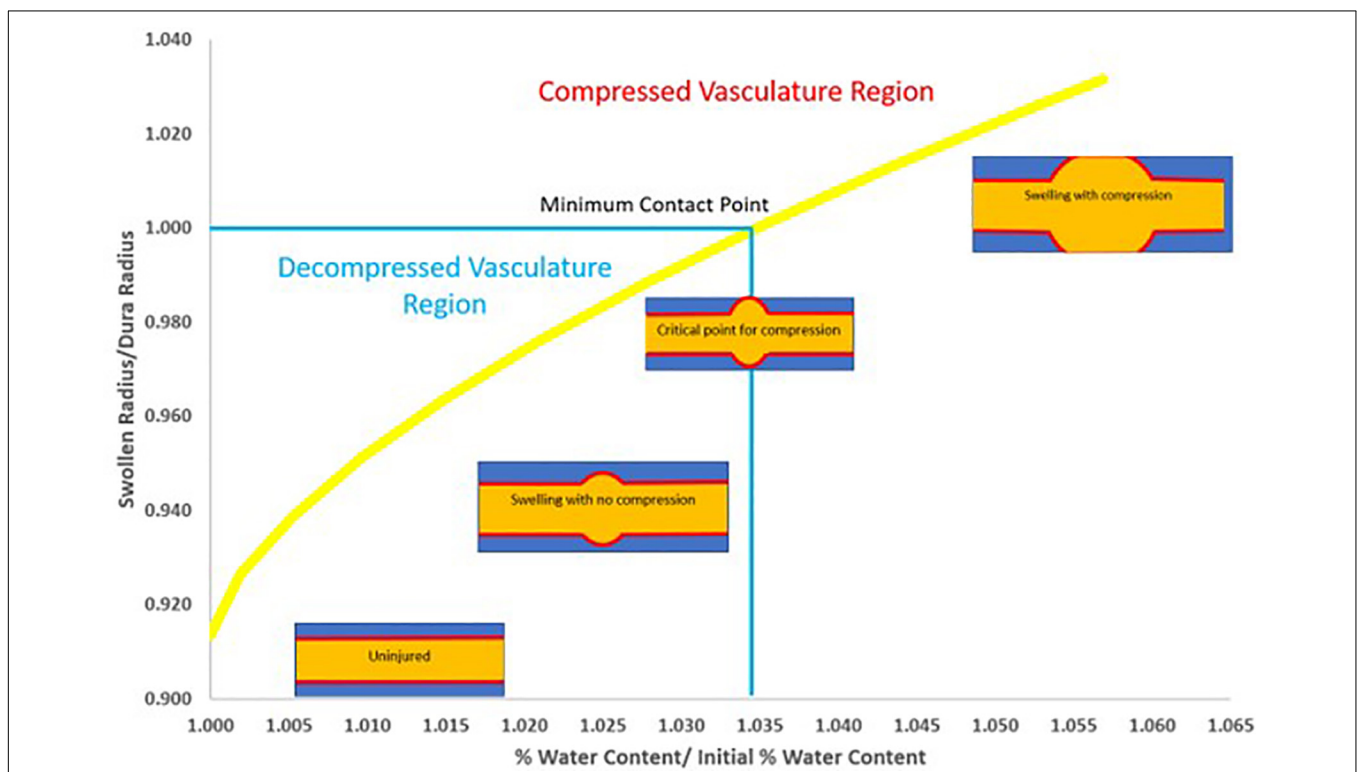 1.040
1.020
1.000
0.980
0.960
0.940
0.920
0.900
Swollen Radius/Dura Radius
Compressed Vasculature Region
Minimum Contact Point
Decompressed Vasculature
Region
Swelling with compression
Critical point for compression
Swelling with no compression
Uninjured
1.000 1.005 1.010 1.015 1.020 1.025 1.030 1.035 1.040 1.045 1.050 1.055 1.060 1.065
% Water Content/ Initial % Water Content